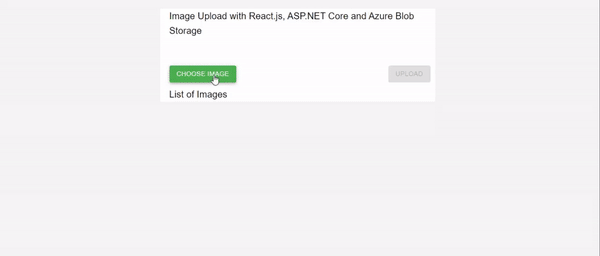 Image Upload with React.js, ASP.NET Core and Azure Blob
Storage
CHOOSE IMAGE
UPLOAD
List of Images